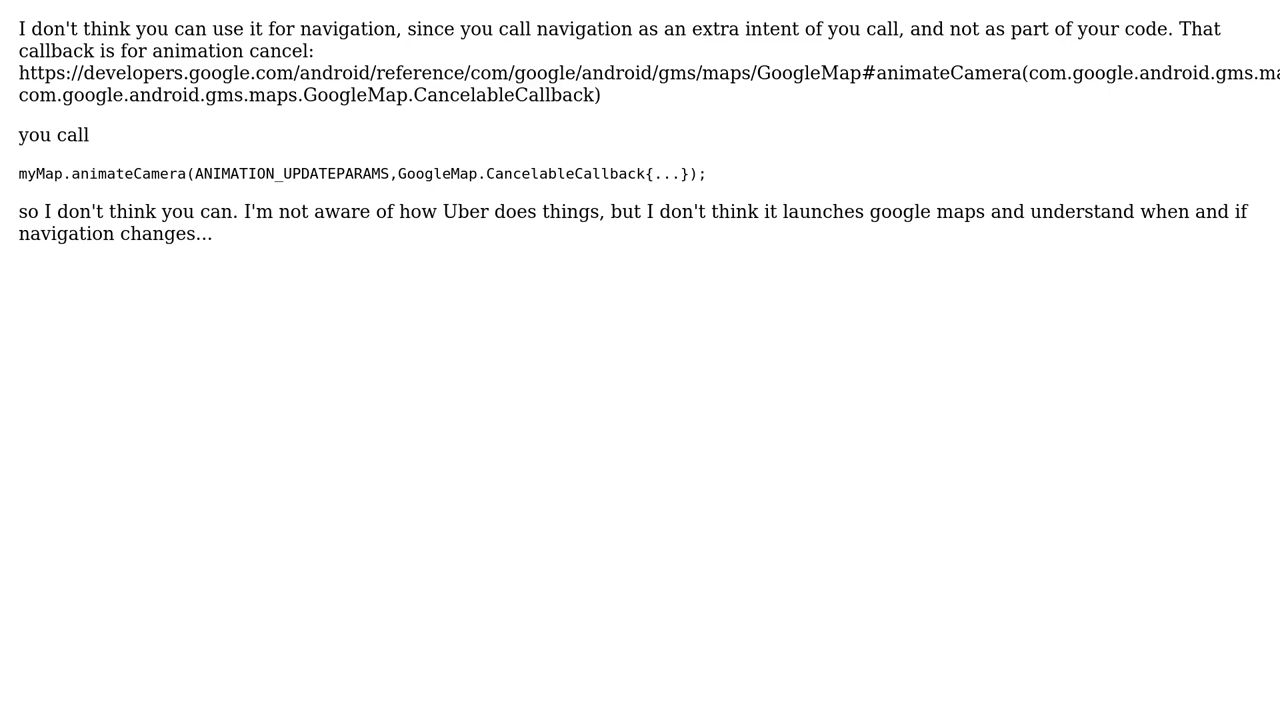 I don't think you can use it for navigation, since you call navigation as an extra intent of you call, and not as part of your code. That
callback is for animation cancel:
https://developers.google.com/android/reference/com/google/android/gms/maps/GoogleMap#animateCamera(com.google.android.gms.ma
com.google.android.gms.maps.GoogleMap.CancelableCallback)
you call
myMap.animateCamera(ANIMATION_UPDATEPARAMS,GoogleMap.CancelableCallback{...});
so I don't think you can. I'm not aware of how Uber does things, but I don't think it launches google maps and understand when and if
navigation changes...